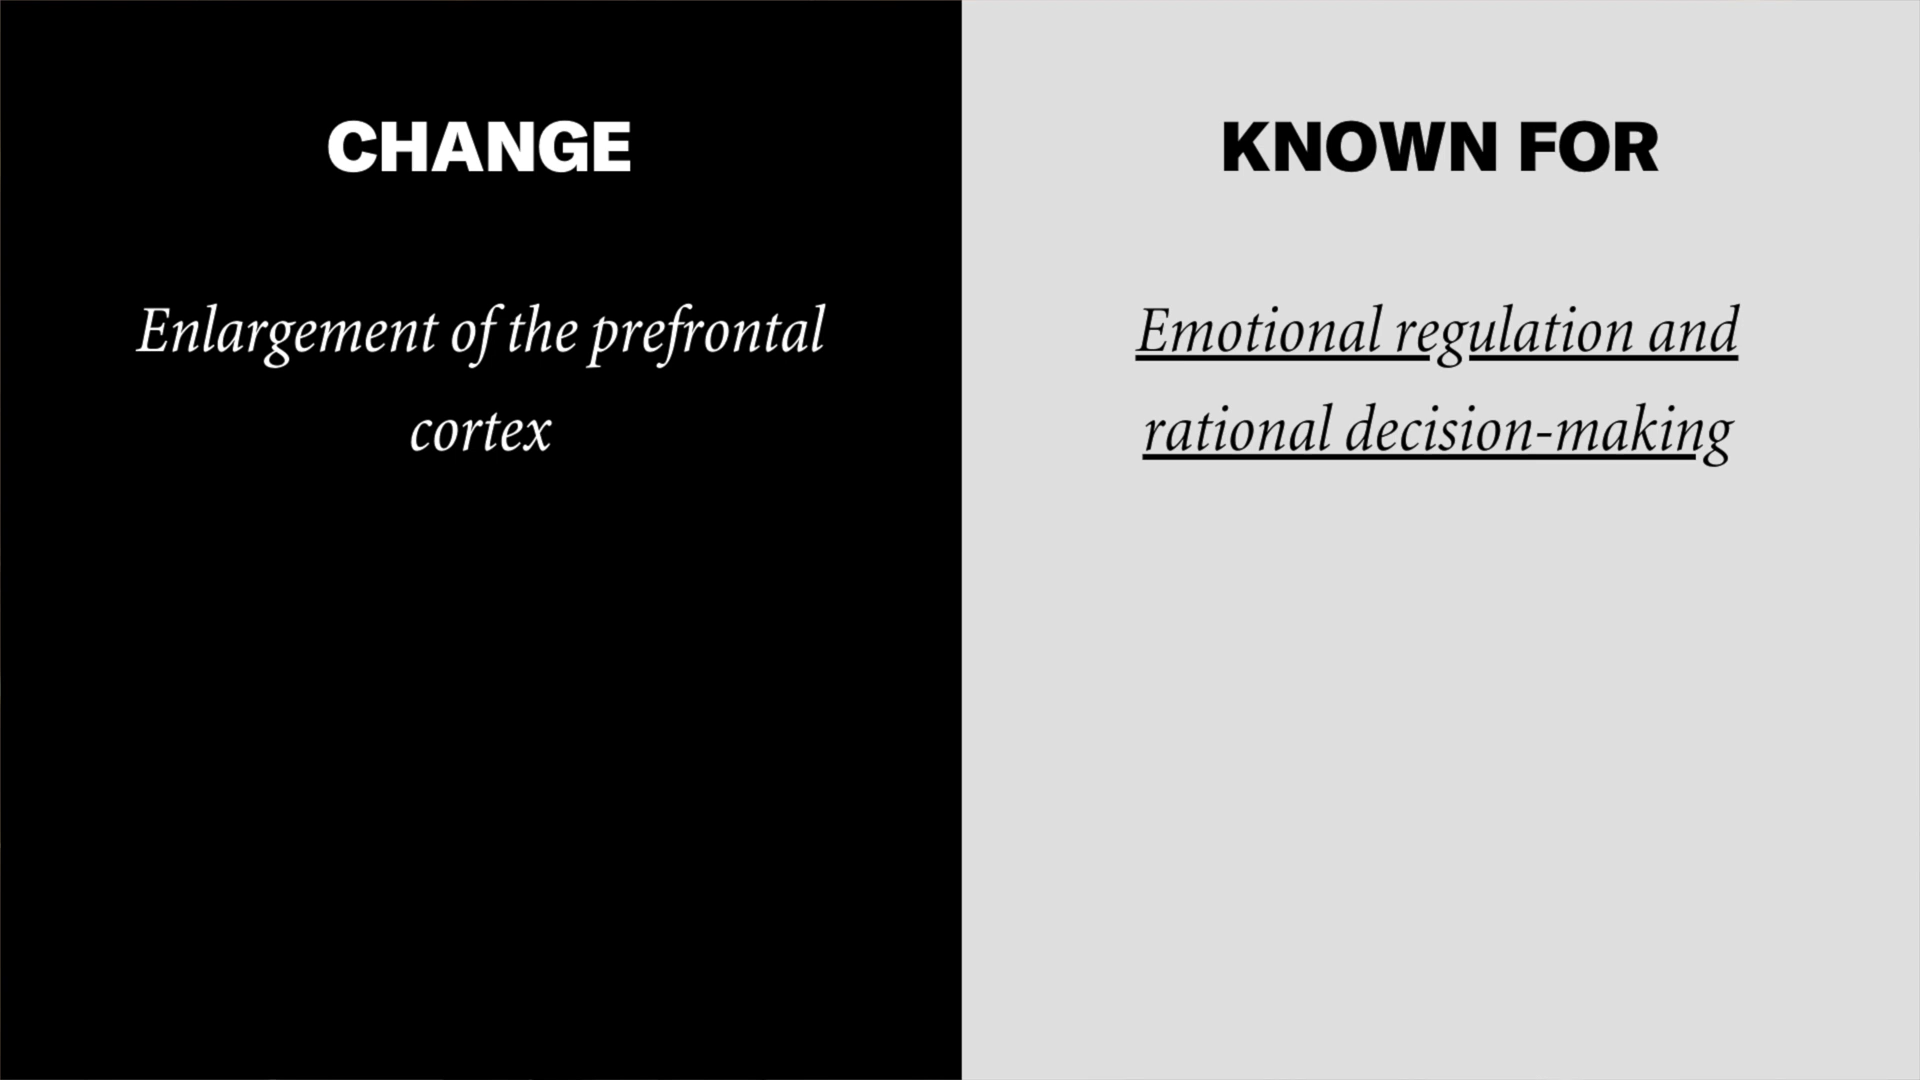 CHANGE
Enlargement of the prefrontal
cortex
KNOWN FOR
Emotional regulation and
rational decision-making